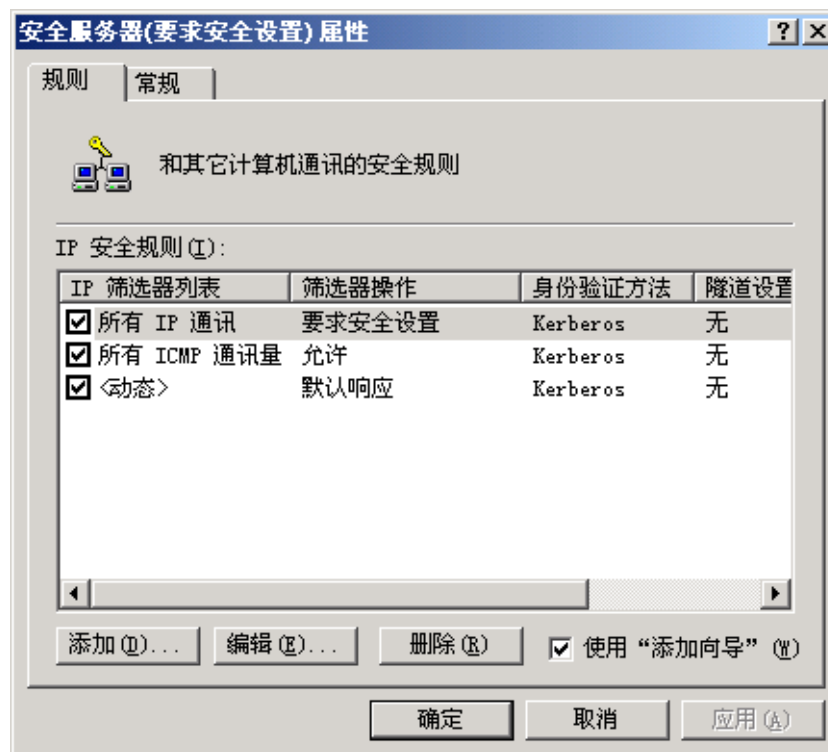 安全服务器(要求安全设置) 属性
规则 常规
和其它计算机通讯的安全规则
IP 安全规则(I):
IP 筛选器列表 筛选器操作 身份验证方法 隧道设置
所有 IP 通讯 要求安全设置 Kerberos 无
所有 ICMP 通讯量 允许 Kerberos 无
<动态> 默认响应 Kerberos 无
添加(D)... 编辑(E)... 删除(R) 使用“添加向导” (W)
确定 取消 应用(A)